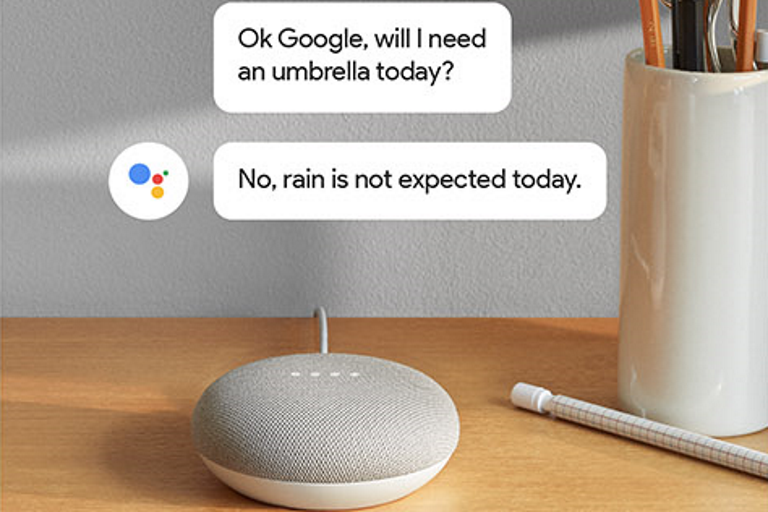 Ok Google, will I need
an umbrella today?
No, rain is not expected today.